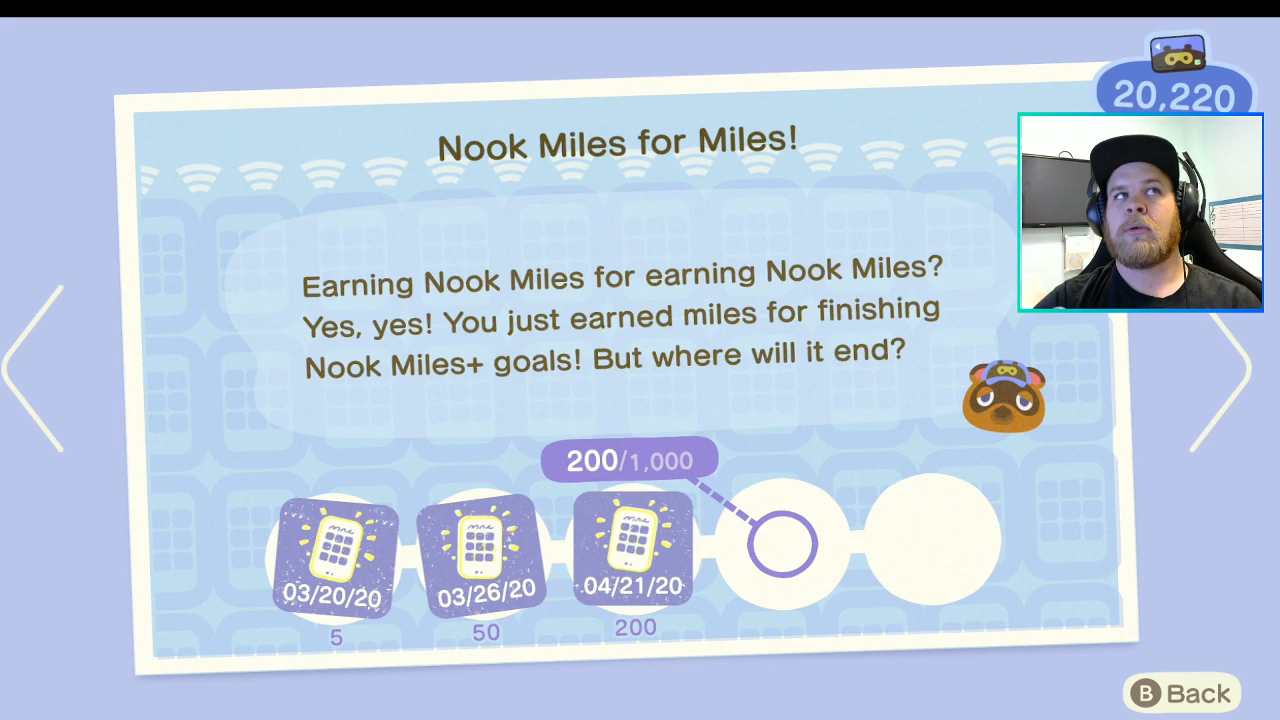 20,220
Nook Miles for Miles!
Earning Nook Miles for earning Nook Miles?
Yes, yes! You just earned miles for finishing
Nook Miles+ goals! But where will it end?
200/1,000
03/20/20 03/26/20 04/21/20
5 50 200
B Back